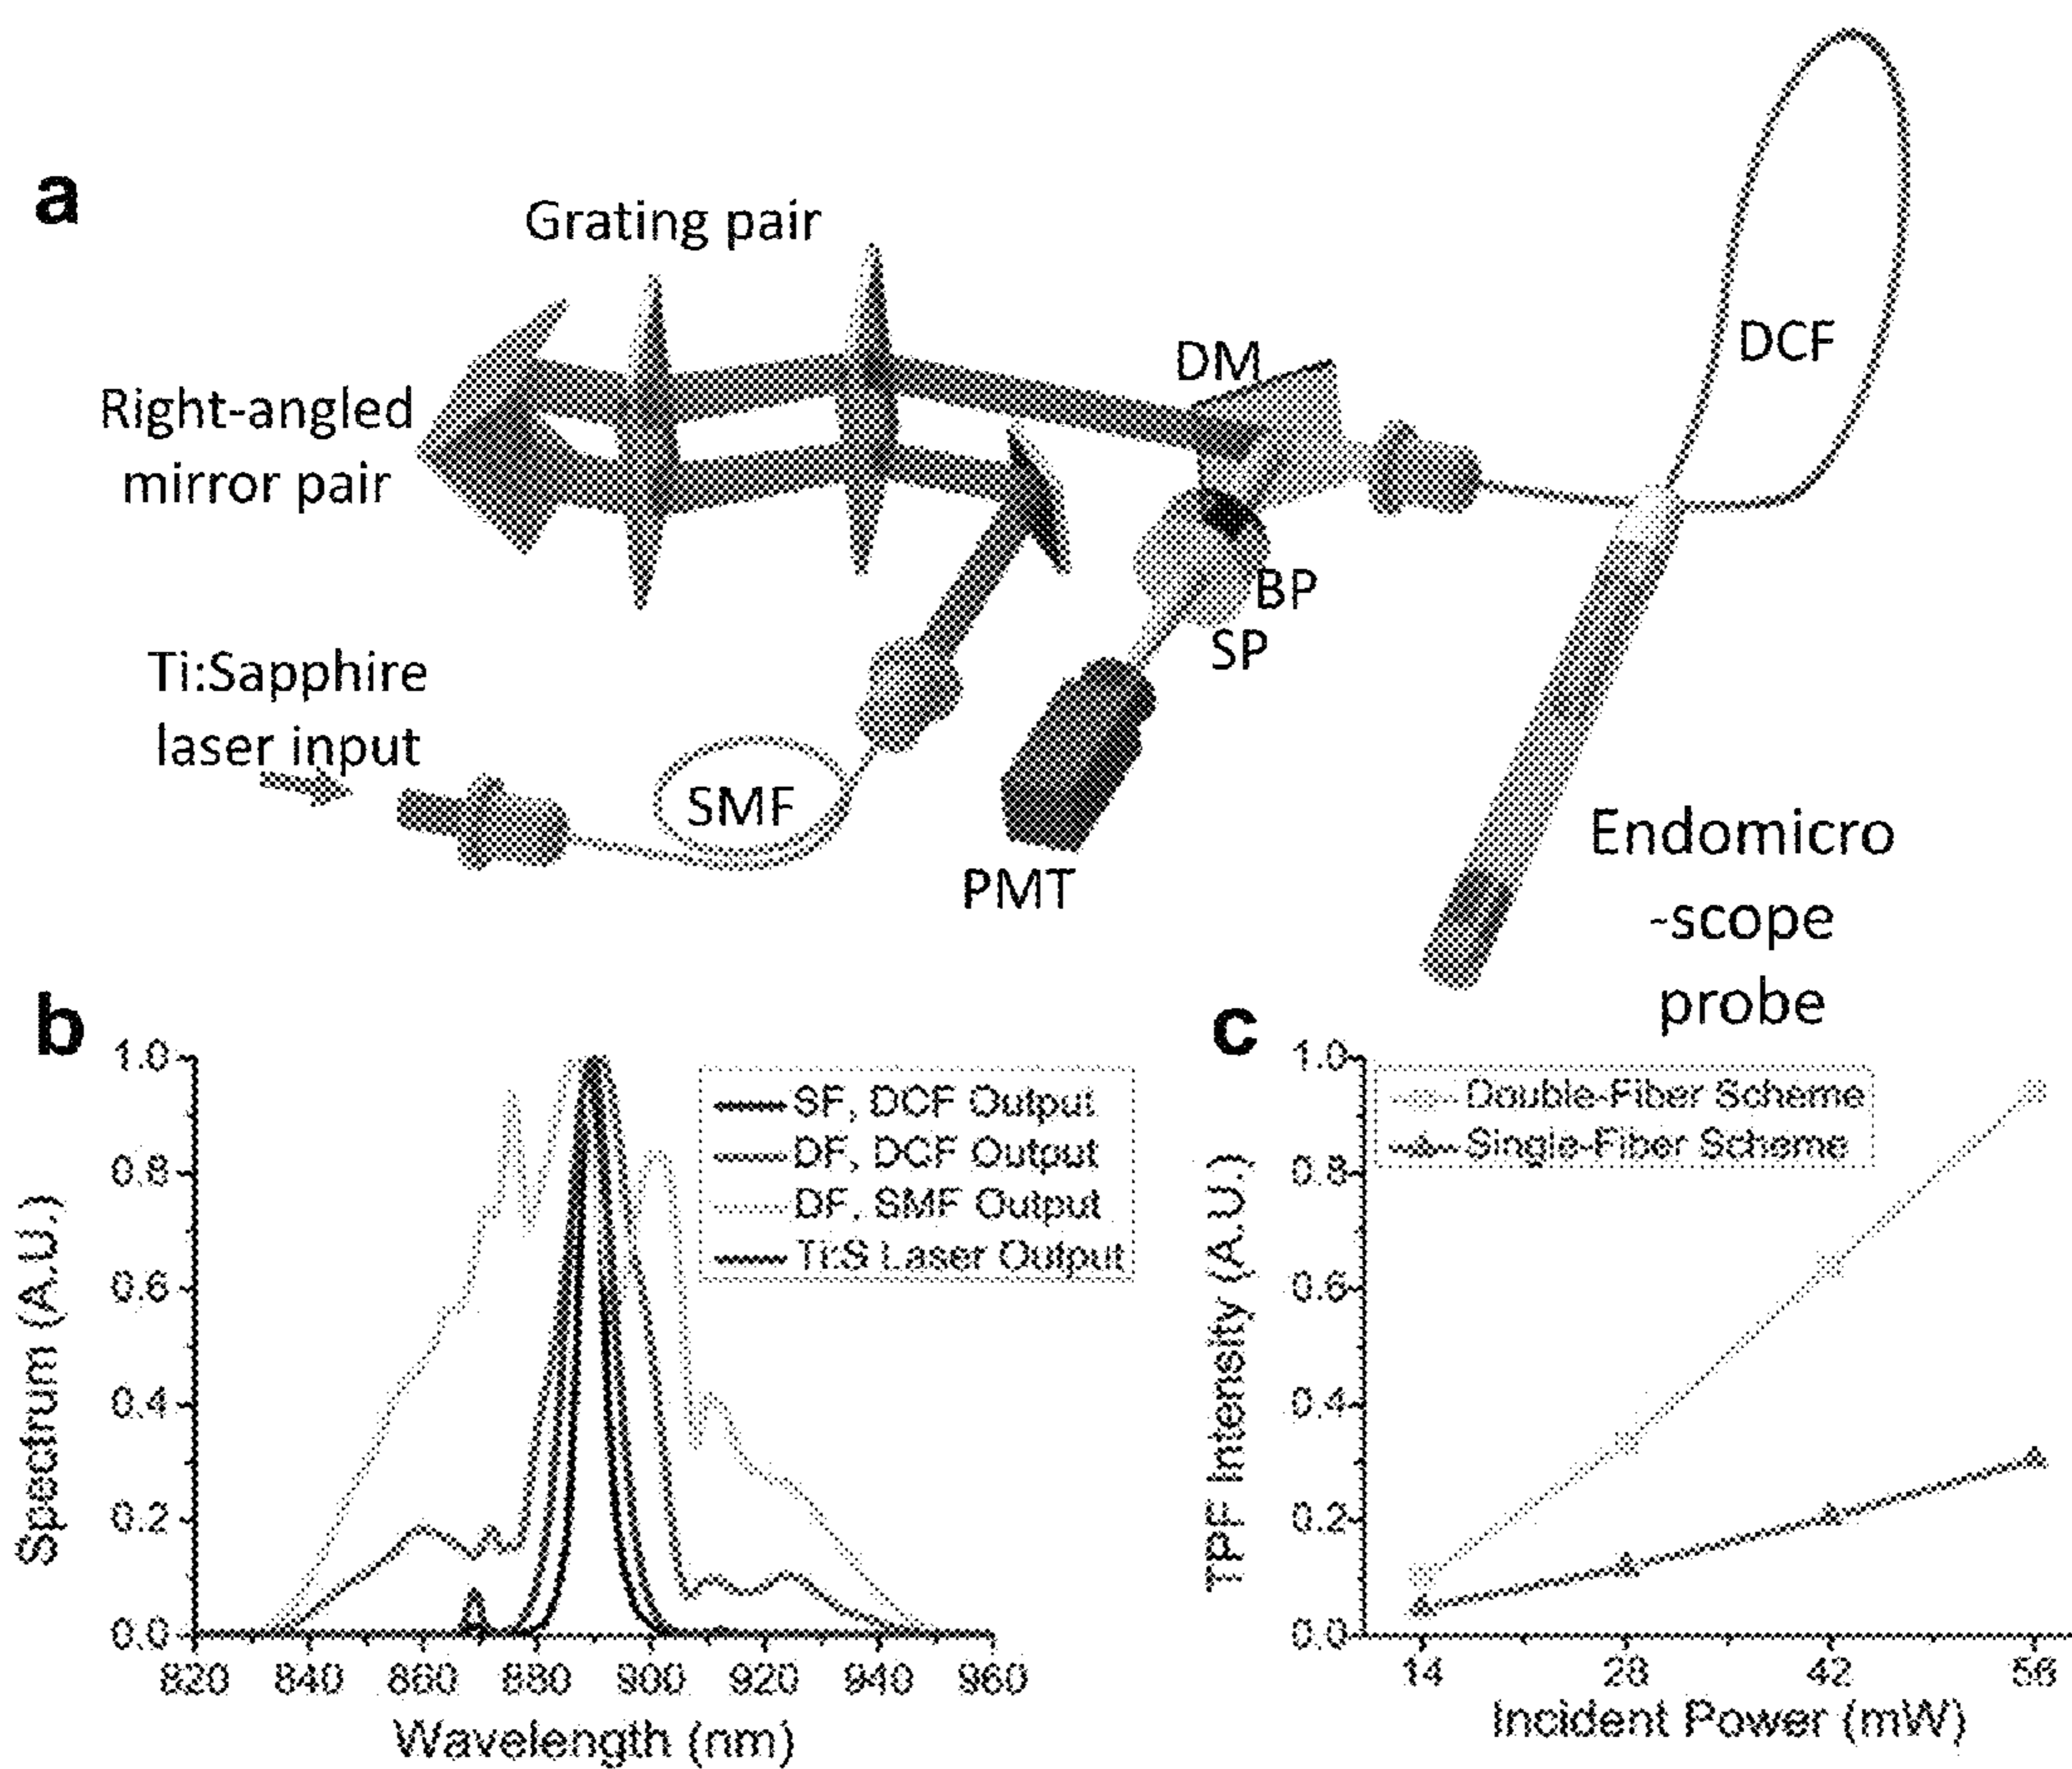 a
Grating pair
DM
DCF
Right-angled
mirror pair
BP
SP
Ti:Sapphire
laser input
SMF
PMT
Endomicro
-scope
probe
b
1.0
0.8
0.6
0.4
0.2
0.0
820 840 860 880 900 920 940 960
Spectrum (A.U.)
Wavelength (nm)
SF, DCF Output
DF, DCF Output
DF, SMF Output
Ti:S Laser Output
c
1.0
0.8
0.6
0.4
0.2
0.0
14 28 42 56
TPF Intensity (A.U.)
Incident Power (mW)
Double-Fiber Scheme
Single-Fiber Scheme